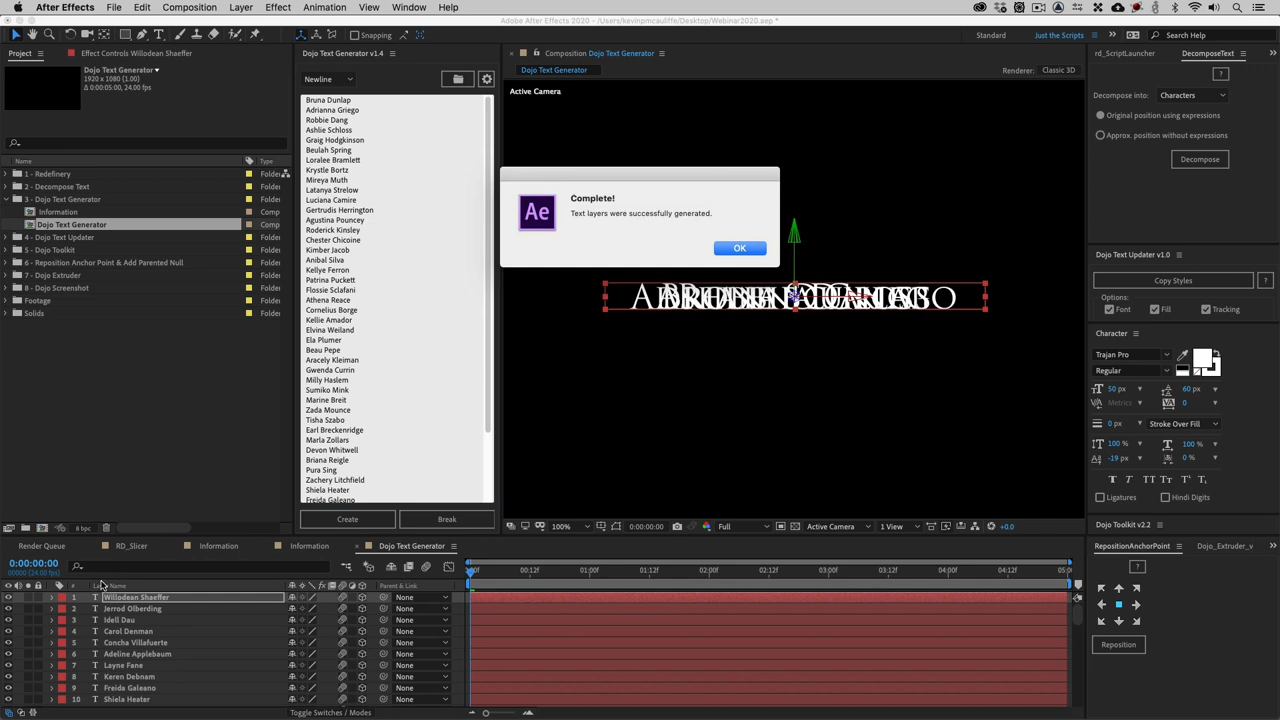 After Effects File Edit Composition Layer Effect Animation View Window Help
Adobe After Effects 2020 - /Users/kevinpmcauliffe/Desktop/Webinar2020.aep *
Snapping
Standard Just the Scripts Search Help
Project Effect Controls Willodean Shaeffer
Dojo Text Generator
1920 x 1080 (1.00)
Δ 0:00:05:00, 24.00 fps
Name Type
1 - Redefinery Folder
2 - Decompose Text Folder
3 - Dojo Text Generator Folder
Information Comp
Dojo Text Generator Comp
4 - Dojo Text Updater Folder
5 - Dojo Toolkit Folder
6 - Reposition Anchor Point & Add Parented Null Folder
7 - Dojo Extruder Folder
8 - Dojo Screenshot Folder
Footage Folder
Solids Folder
8 bpc
Dojo Text Generator v1.4
Newline
Bruna Dunlap
Adrianna Griego
Robbie Dang
Ashlie Schloss
Graig Hodgkinson
Beulah Spring
Loralee Bramlett
Krystle Bortz
Mireya Muth
Latanya Strelow
Luciana Camire
Gertrudis Herrington
Agustina Pouncey
Roderick Kinsley
Chester Chicoine
Kimber Jacob
Anibal Silva
Kellye Ferron
Patrina Puckett
Flossie Sclafani
Athena Reace
Cornelius Borge
Kellie Amador
Elvina Weiland
Ela Plumer
Beau Pepe
Aracely Kleiman
Gwenda Currin
Milly Haslem
Sumiko Mink
Marine Breit
Zada Mounce
Tisha Szabo
Earl Breckenridge
Marla Zollars
Devon Whitwell
Briana Reigle
Pura Sing
Zachery Litchfield
Shiela Heater
Freida Galeano
Create Break
Composition Dojo Text Generator
Dojo Text Generator
Renderer: Classic 3D
Active Camera
Complete!
Text layers were successfully generated.
Ae
OK
100% 0:00:00:00 Full Active Camera 1 View +0.0
rd_ScriptLauncher DecomposeText
?
Decompose into: Characters
Original position using expressions
Approx. position without expressions
Decompose
Dojo Text Updater v1.0
Copy Styles ?
Options:
Font Fill Tracking
Character
Trajan Pro
Regular
50 px 60 px
Metrics 0
0 px Stroke Over Fill
100 % 100 %
-19 px 0 %
Ligatures Hindi Digits
Dojo Toolkit v2.2
RepositionAnchorPoint Dojo_Extruder_v
?
Reposition
Render Queue RD_Slicer Information Information Dojo Text Generator
0:00:00:00
00000 (24.00 fps)
00:12f 01:00f 01:12f 02:00f 02:12f 03:00f 03:12f 04:00f 04:12f
# Name Parent & Link
1 T Willodean Shaeffer None
2 T Jerrod Olberding None
3 T Idell Dau None
4 T Carol Denman None
5 T Concha Villafuerte None
6 T Adeline Applebaum None
7 T Layne Fane None
8 T Keren Debnam None
9 T Freida Galeano None
10 T Shiela Heater None
Toggle Switches / Modes